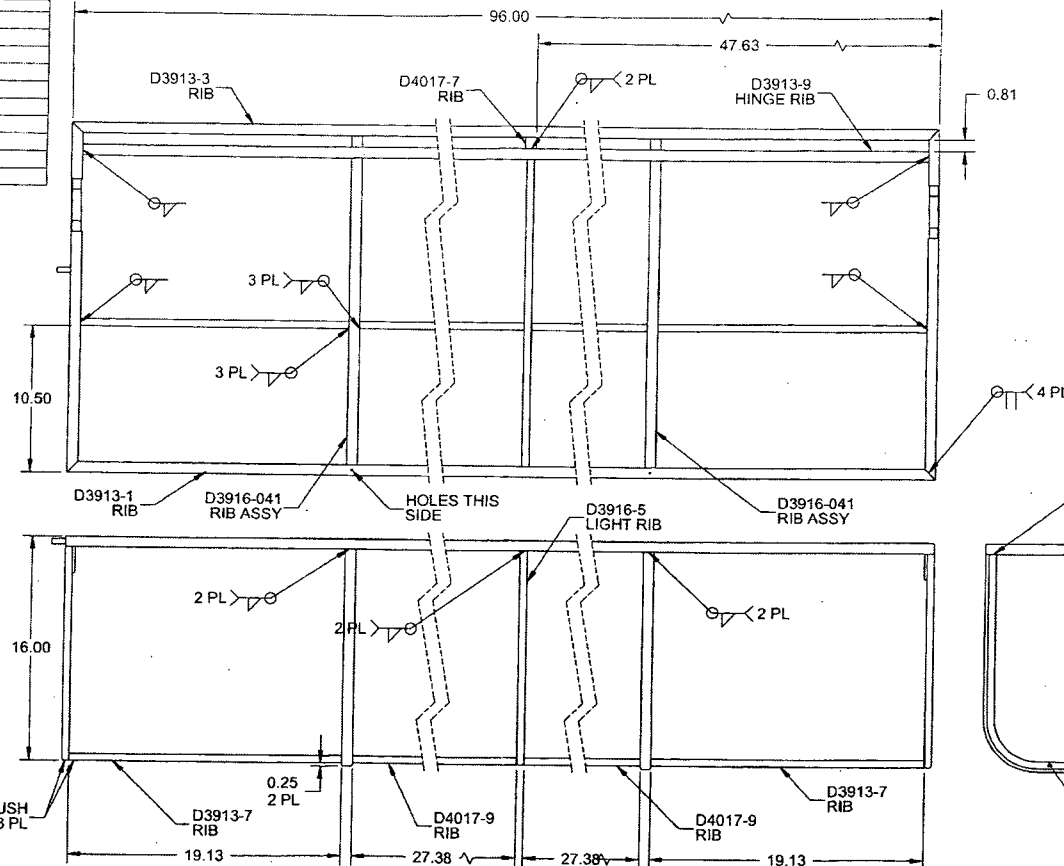 96.00
47.63
D3913-3
RIB
D4017-7
RIB
2 PL
D3913-9
HINGE RIB
0.81
3 PL
3 PL
10.50
4 PL
D3913-1
RIB
D3916-041
RIB ASSY
HOLES THIS
SIDE
D3916-5
LIGHT RIB
D3916-041
RIB ASSY
2 PL
2 PL
2 PL
16.00
0.25
2 PL
D3913-7
RIB
D4017-9
RIB
D4017-9
RIB
D3913-7
RIB
19.13
27.38
27.38
19.13